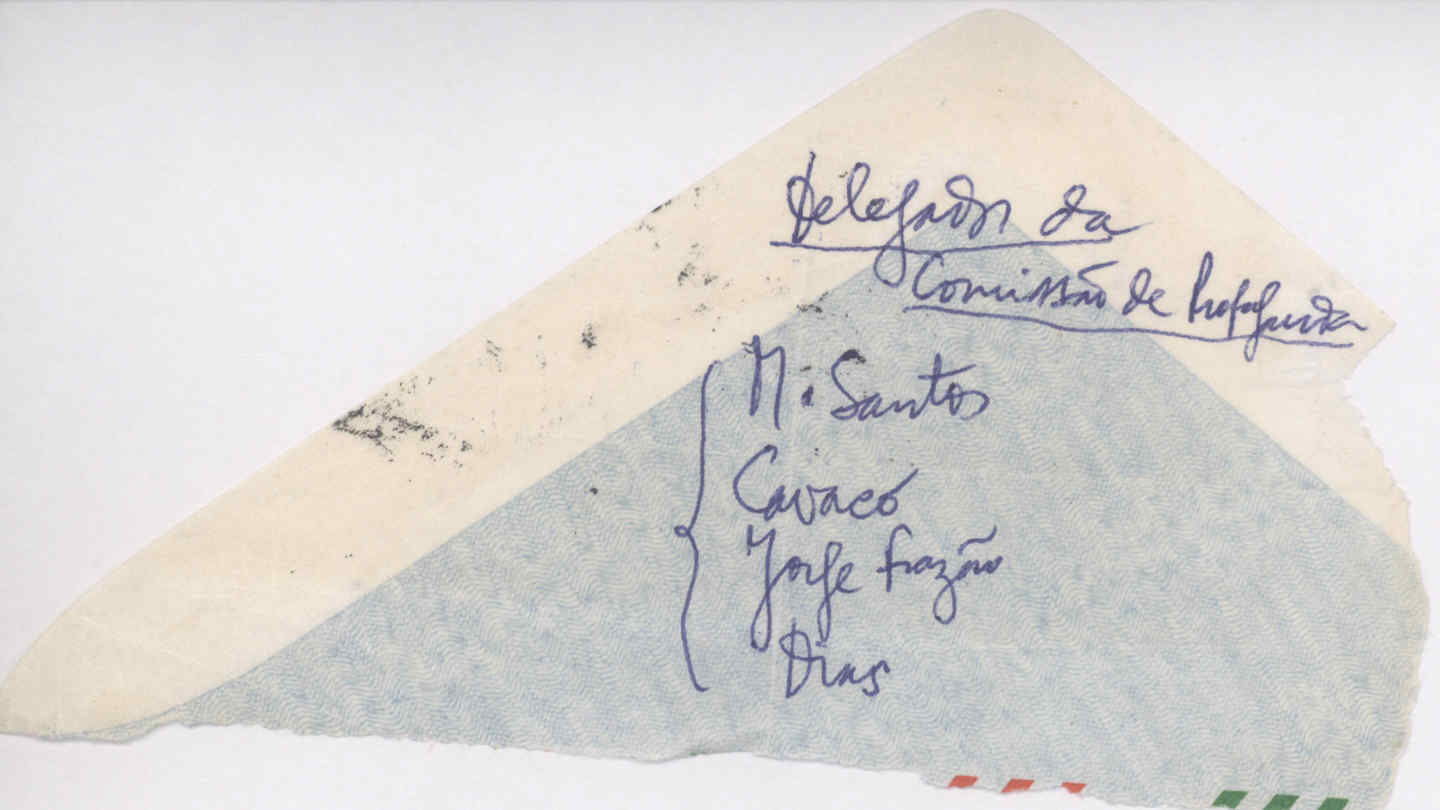 Delegados da
Comissão de Propaganda
M. Santos
Cavaco
Jorge Frazão
Dias